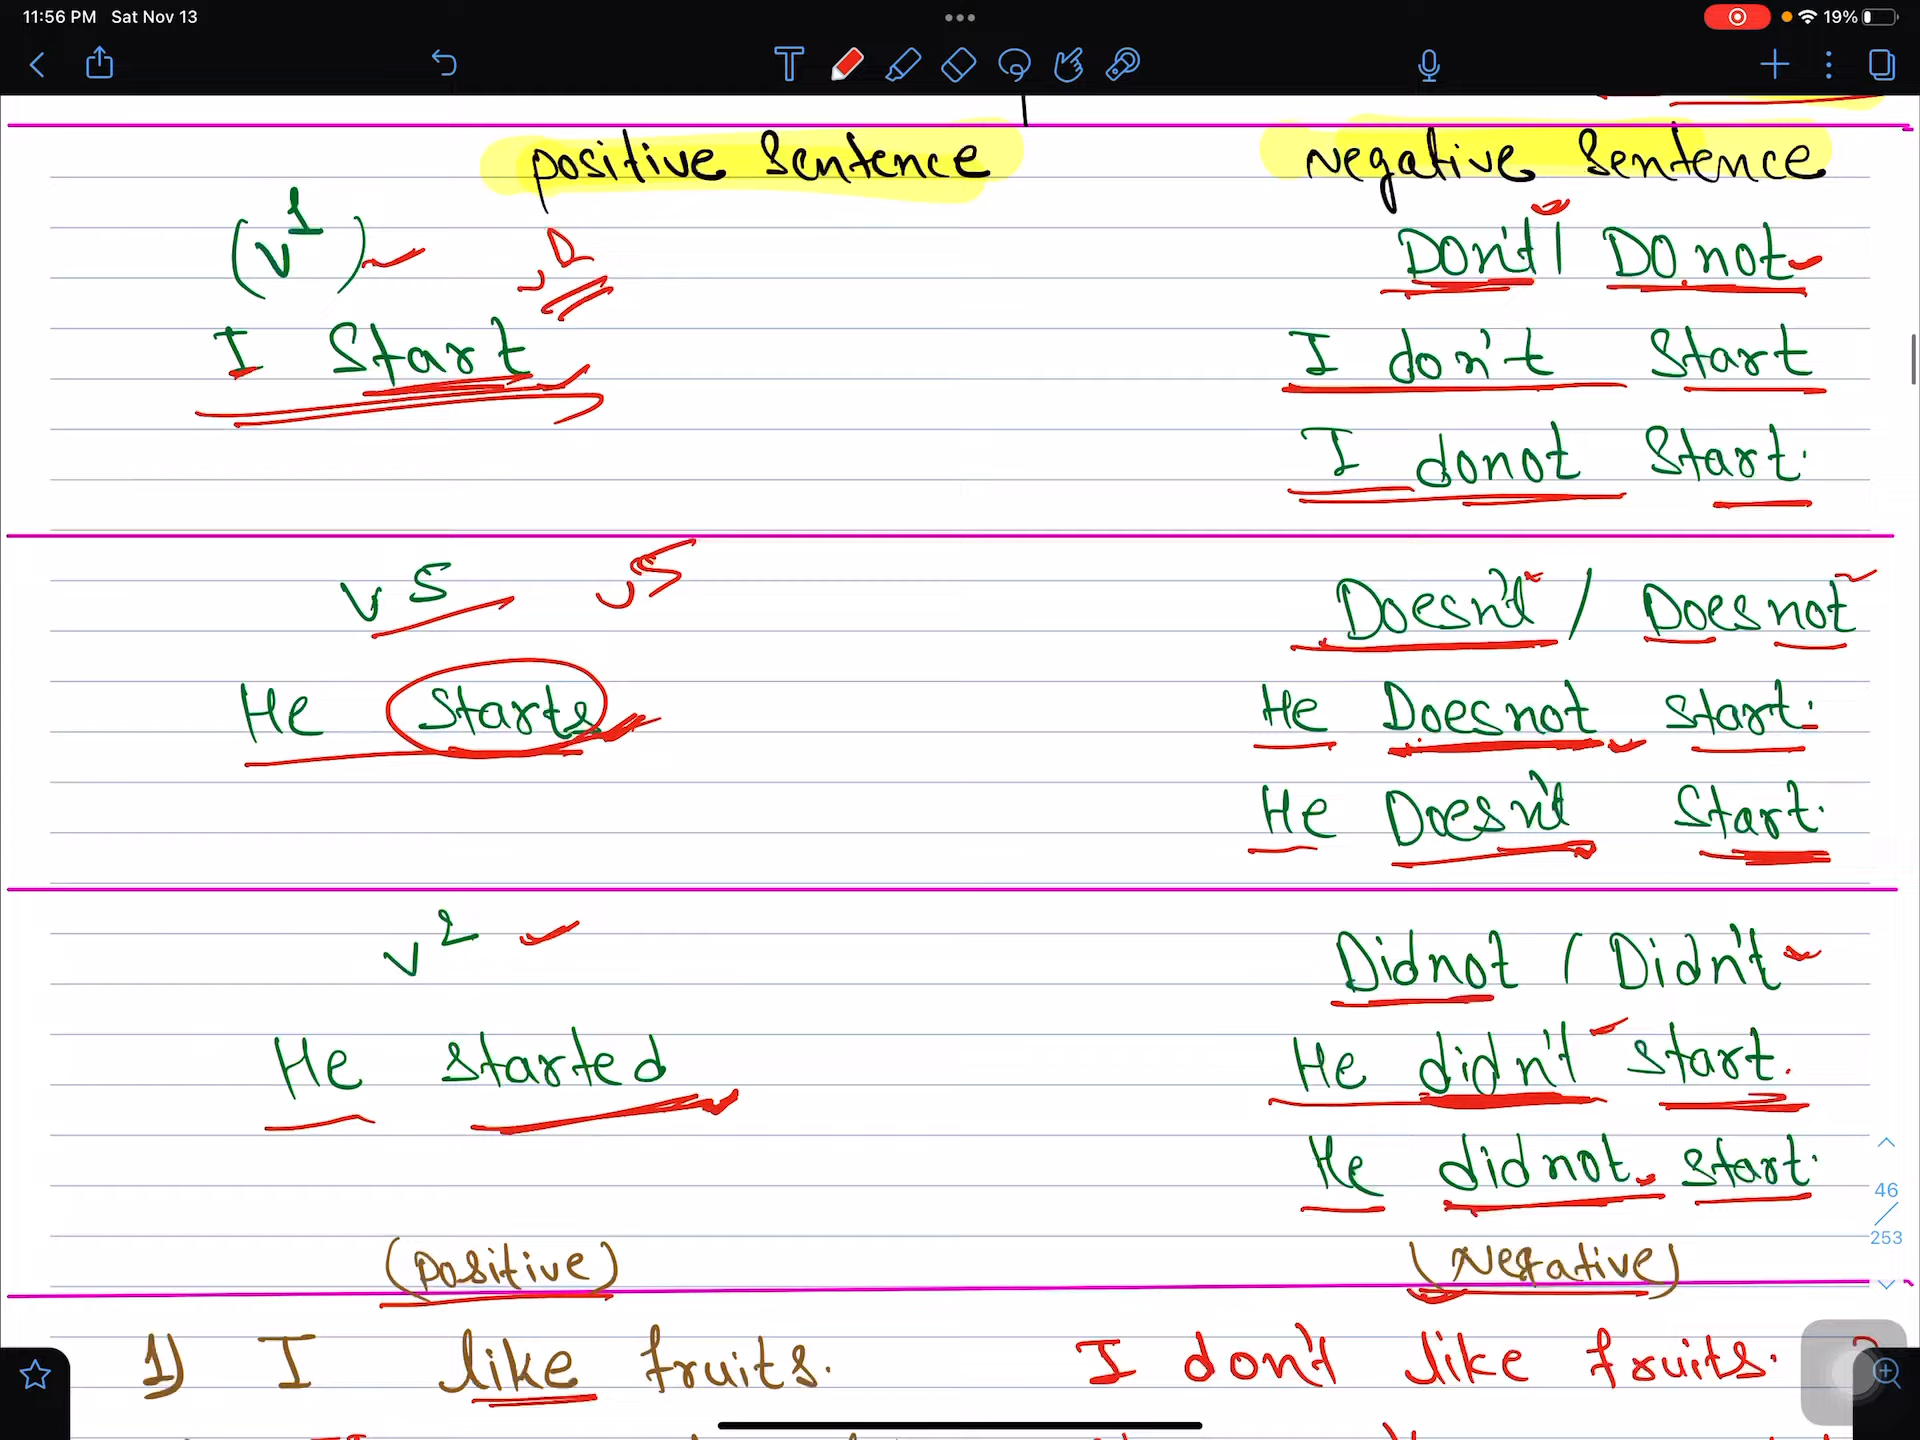 11:56 PM Sat Nov 13
19%
positive Sentence
Negative Sentence
(V1)
Don't / DO not
I Start
I don't Start
I donot Start.
V5
Doesn't / Does not
He Starts
He Doesnot Start.
He Doesn't Start.
V2
Didnot / Didn't
He started
He didn't start.
He didnot start.
46
253
(positive)
(Negative)
1) I like fruits.
I don't like fruits.